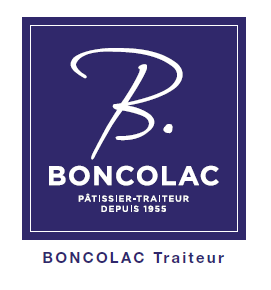 B.
BONCOLAC
PÂTISSIER-TRAITEUR
DEPUIS 1955
BONCOLAC Traiteur